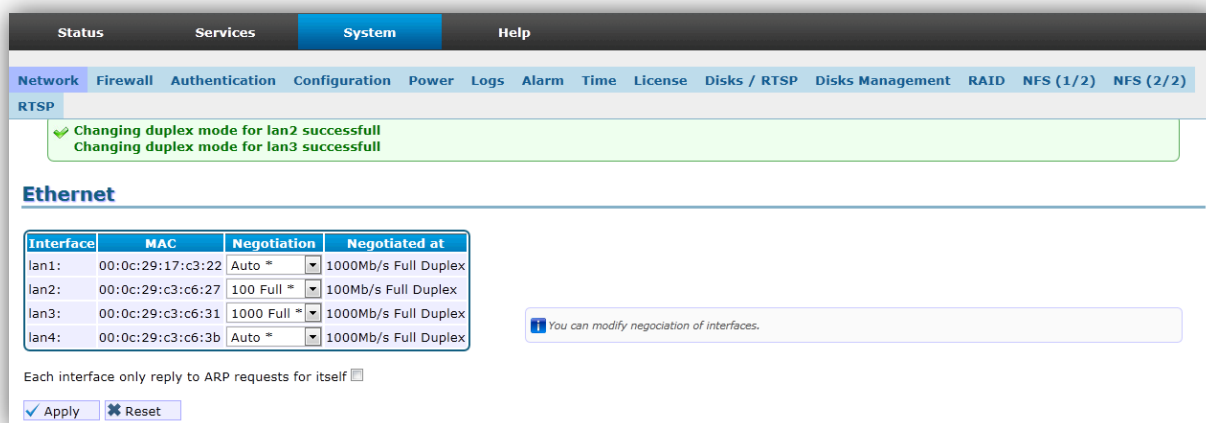 Status Services System Help
Network Firewall Authentication Configuration Power Logs Alarm Time License Disks / RTSP Disks Management RAID NFS (1/2) NFS (2/2)
RTSP
Changing duplex mode for lan2 successfull
Changing duplex mode for lan3 successfull
Ethernet
Interface MAC Negotiation Negotiated at
lan1: 00:0c:29:17:c3:22 Auto * 1000Mb/s Full Duplex
lan2: 00:0c:29:c3:c6:27 100 Full * 100Mb/s Full Duplex
lan3: 00:0c:29:c3:c6:31 1000 Full * 1000Mb/s Full Duplex
lan4: 00:0c:29:c3:c6:3b Auto * 1000Mb/s Full Duplex
You can modify negociation of interfaces.
Each interface only reply to ARP requests for itself
Apply Reset